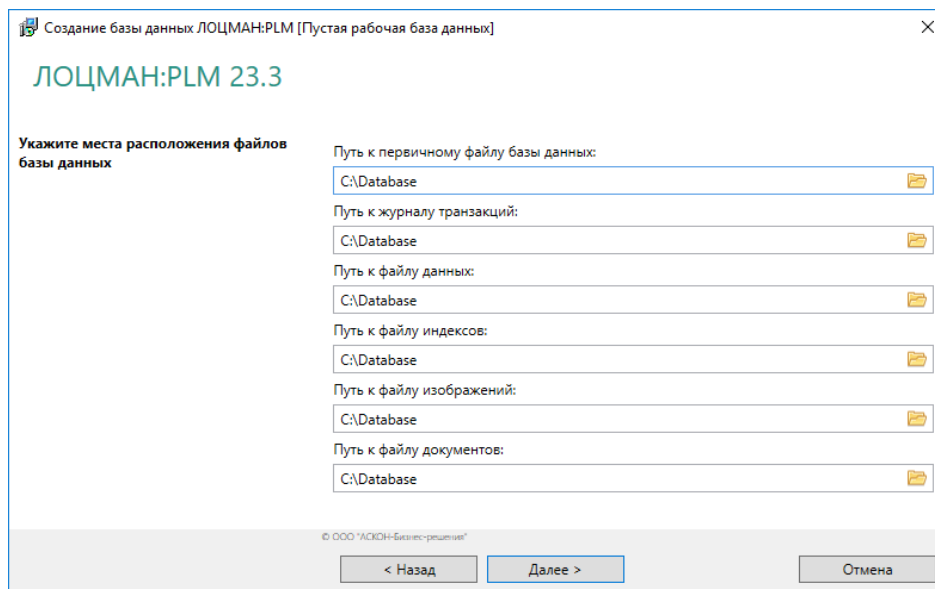 Создание базы данных ЛОЦМАН:PLM [Пустая рабочая база данных]
ЛОЦМАН:PLM 23.3
Укажите места расположения файлов
базы данных
Путь к первичному файлу базы данных:
C:\Database
Путь к журналу транзакций:
C:\Database
Путь к файлу данных:
C:\Database
Путь к файлу индексов:
C:\Database
Путь к файлу изображений:
C:\Database
Путь к файлу документов:
C:\Database
© ООО "АСКОН-Бизнес-решения"
< Назад
Далее >
Отмена